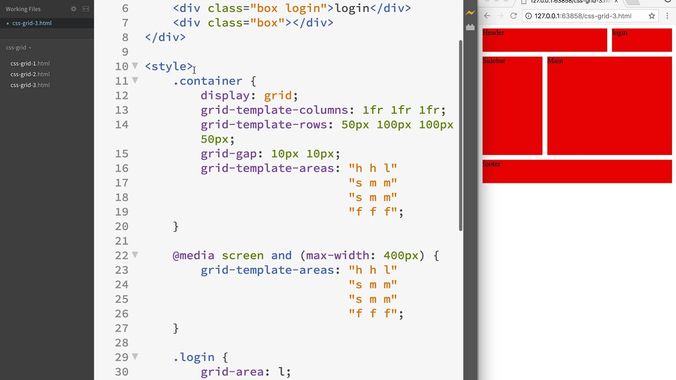 Working Files
css-grid-3.html
css-grid
css-grid-1.html
css-grid-2.html
css-grid-3.html
6 <div class="box login">login</div>
7 <div class="box"></div>
8 </div>
9
10 <style>
11 .container {
12 display: grid;
13 grid-template-columns: 1fr 1fr 1fr;
14 grid-template-rows: 50px 100px 100px
50px;
15 grid-gap: 10px 10px;
16 grid-template-areas: "h h l"
17 "s m m"
18 "s m m"
19 "f f f";
20 }
21
22 @media screen and (max-width: 400px) {
23 grid-template-areas: "h h l"
24 "s m m"
25 "s m m"
26 "f f f";
27 }
28
29 .login {
30 grid-area: l;
127.0.0.1:63858/css-grid-3.html
127.0.0.1:63858/css-grid-3.html
Header
login
Sidebar
Main
footer